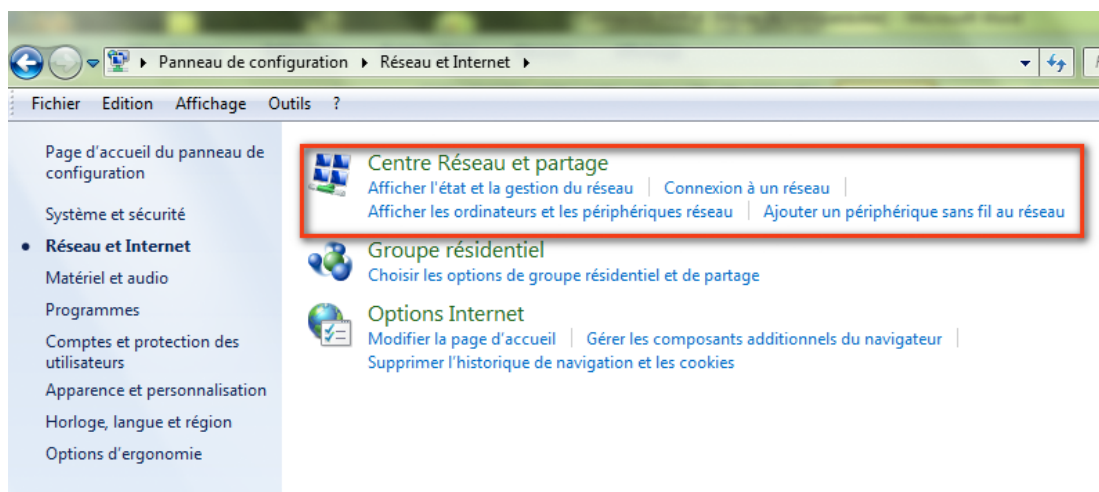 Panneau de configuration ▸ Réseau et Internet ▸
Fichier Edition Affichage Outils ?
Page d'accueil du panneau de
configuration
Système et sécurité
Réseau et Internet
Matériel et audio
Programmes
Comptes et protection des
utilisateurs
Apparence et personnalisation
Horloge, langue et région
Options d'ergonomie
Centre Réseau et partage
Afficher l'état et la gestion du réseau | Connexion à un réseau |
Afficher les ordinateurs et les périphériques réseau | Ajouter un périphérique sans fil au réseau
Groupe résidentiel
Choisir les options de groupe résidentiel et de partage
Options Internet
Modifier la page d'accueil | Gérer les composants additionnels du navigateur |
Supprimer l'historique de navigation et les cookies